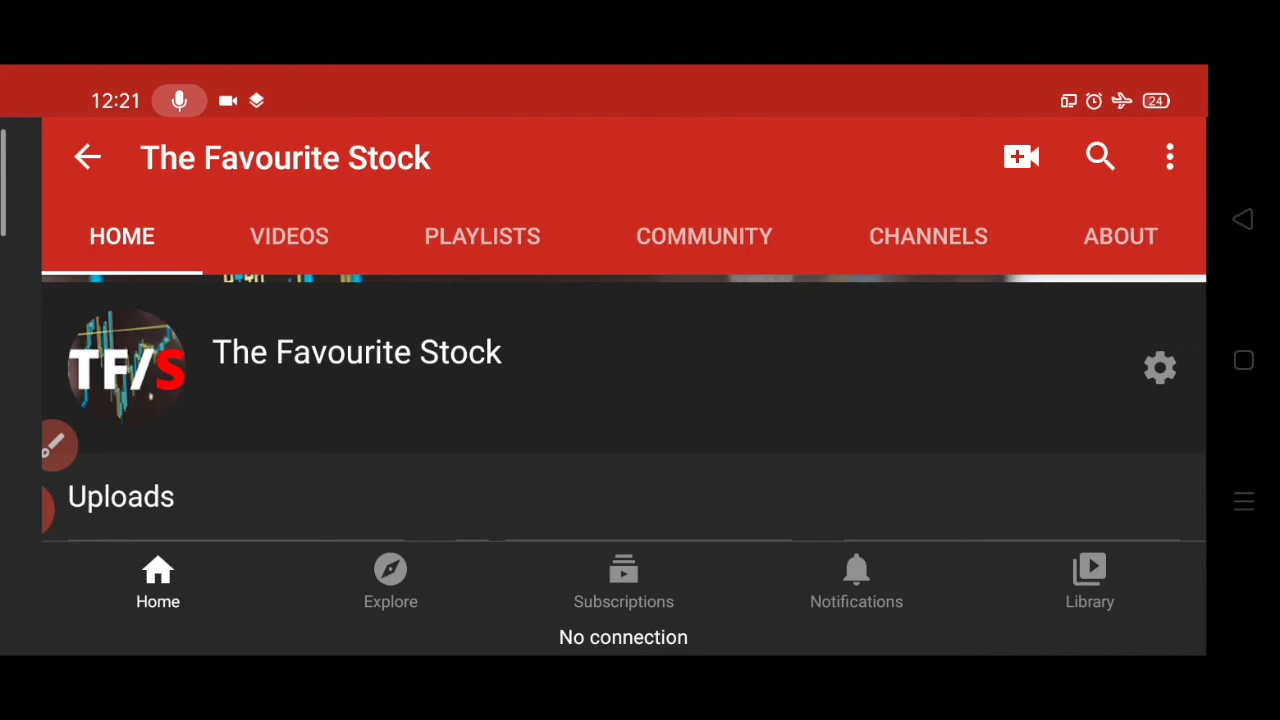 12:21 24
The Favourite Stock
HOME VIDEOS PLAYLISTS COMMUNITY CHANNELS ABOUT
TF/S The Favourite Stock
Uploads
Home Explore Subscriptions Notifications Library
No connection